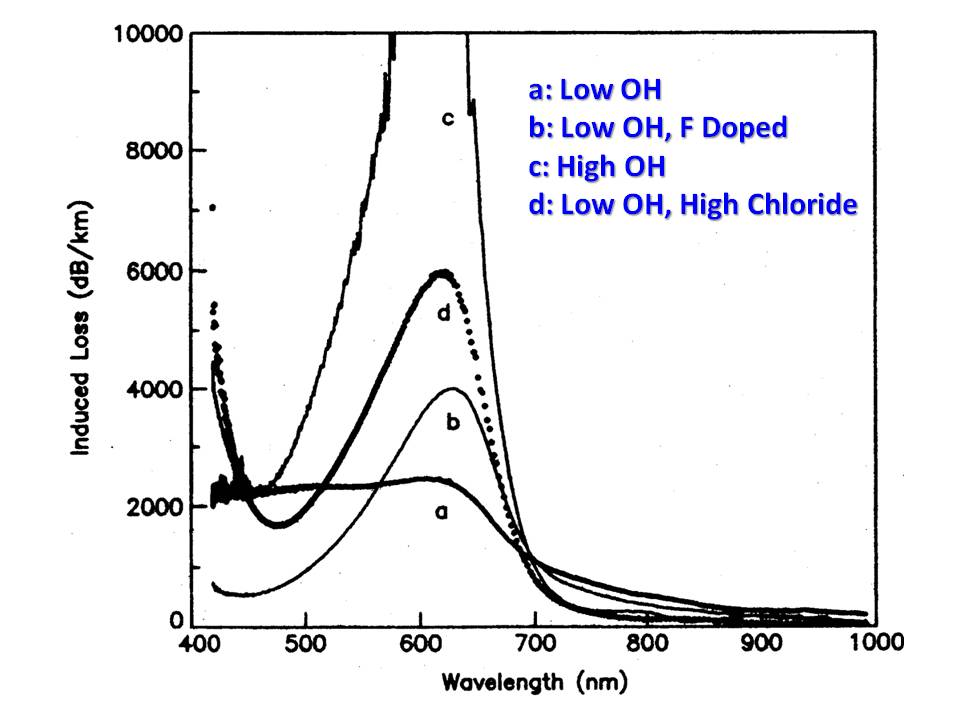 10000
8000
6000
4000
2000
0
Induced Loss (dB/km)
a: Low OH
b: Low OH, F Doped
c: High OH
d: Low OH, High Chloride
c
d
b
a
400 500 600 700 800 900 1000
Wavelength (nm)